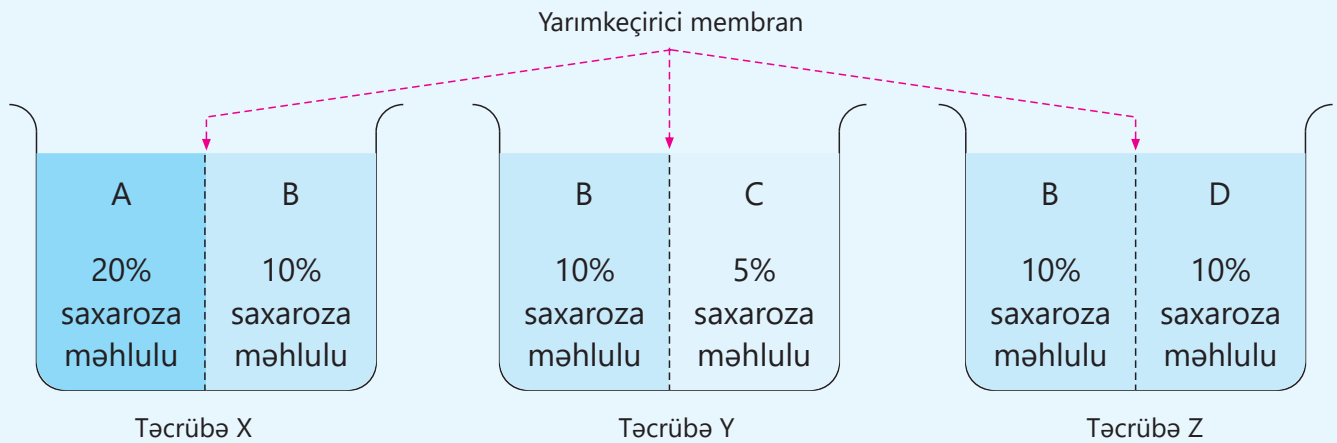 Yarımkeçirici membran
A
20%
saxaroza
məhlulu
B
10%
saxaroza
məhlulu
B
10%
saxaroza
məhlulu
C
5%
saxaroza
məhlulu
B
10%
saxaroza
məhlulu
D
10%
saxaroza
məhlulu
Təcrübə X
Təcrübə Y
Təcrübə Z